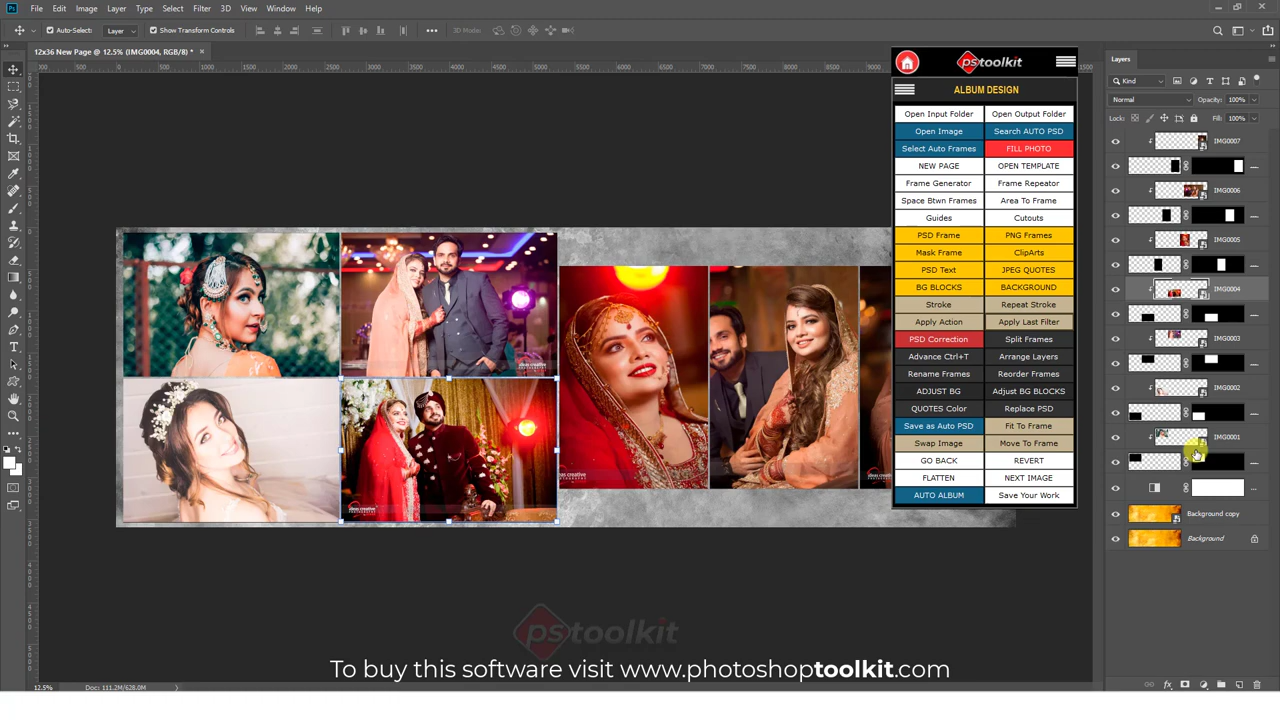 File Edit Image Layer Type Select Filter 3D View Window Help
Auto-Select: Layer Show Transform Controls 3D Mode:
12x36 New Page @ 12.5% (IMG0004, RGB/8) *
pstoolkit
ALBUM DESIGN
Open Input Folder Open Output Folder
Open Image Search AUTO PSD
Select Auto Frames FILL PHOTO
NEW PAGE OPEN TEMPLATE
Frame Generator Frame Repeator
Space Btwn Frames Area To Frame
Guides Cutouts
PSD Frame PNG Frames
Mask Frame ClipArts
PSD Text JPEG QUOTES
BG BLOCKS BACKGROUND
Stroke Repeat Stroke
Apply Action Apply Last Filter
PSD Correction Split Frames
Advance Ctrl+T Arrange Layers
Rename Frames Reorder Frames
ADJUST BG Adjust BG BLOCKS
QUOTES Color Replace PSD
Save as Auto PSD Fit To Frame
Swap Image Move To Frame
GO BACK REVERT
FLATTEN NEXT IMAGE
AUTO ALBUM Save Your Work
Layers
Kind
Normal Opacity: 100%
Lock: Fill: 100%
IMG0007
IMG0006
IMG0005
IMG0004
IMG0003
IMG0002
IMG0001
Background copy
Background
pstoolkit
To buy this software visit www.photoshoptoolkit.com
12.5% Doc: 111.2M/628.0M